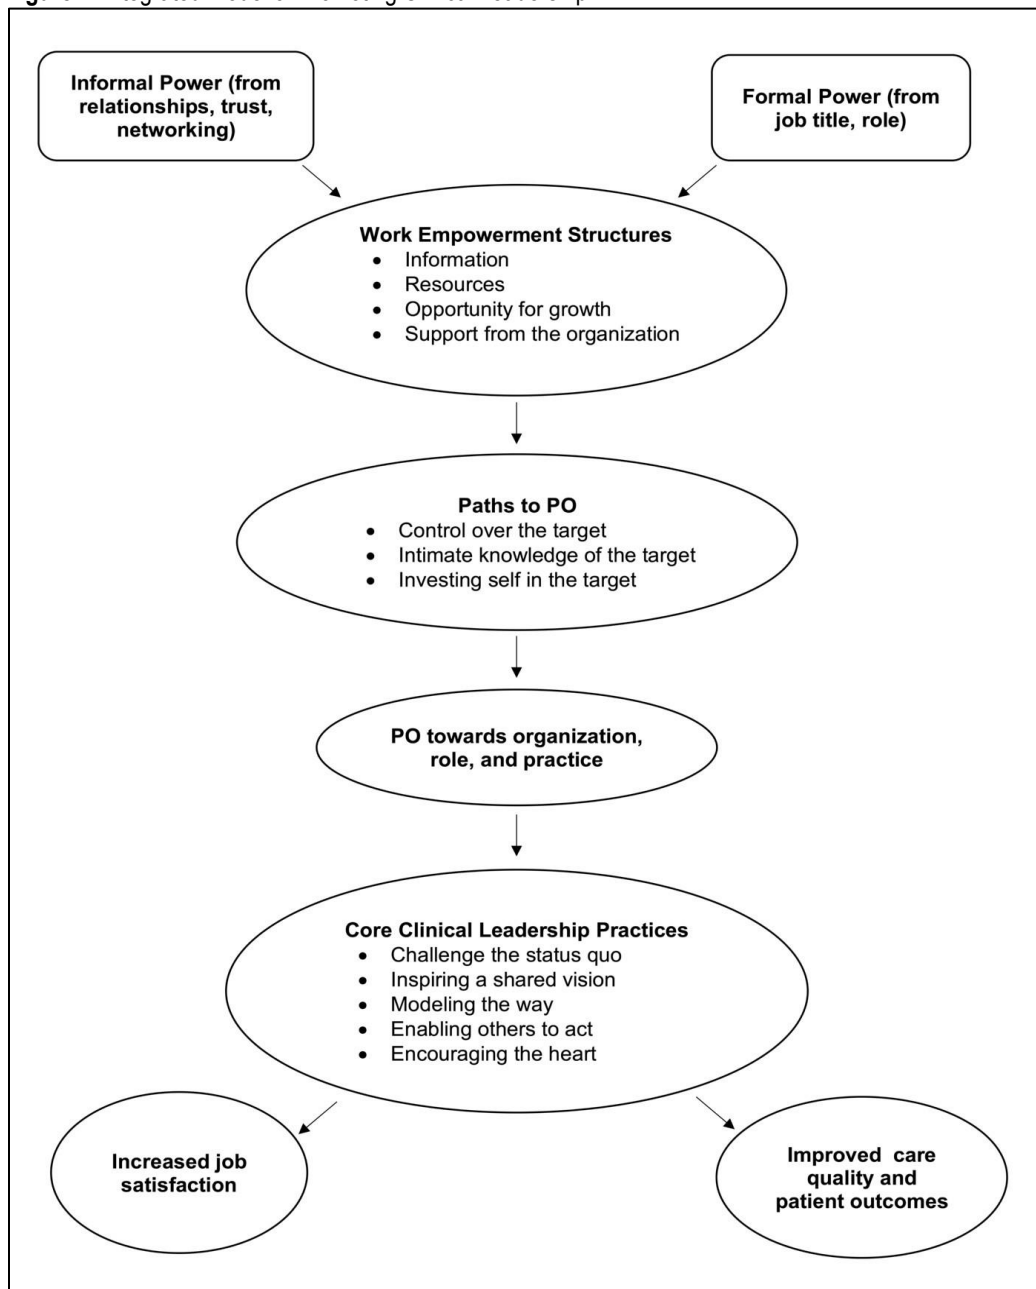 Informal Power (from
relationships, trust,
networking)
Formal Power (from
job title, role)
Work Empowerment Structures
• Information
• Resources
• Opportunity for growth
• Support from the organization
Paths to PO
• Control over the target
• Intimate knowledge of the target
• Investing self in the target
PO towards organization,
role, and practice
Core Clinical Leadership Practices
• Challenge the status quo
• Inspiring a shared vision
• Modeling the way
• Enabling others to act
• Encouraging the heart
Increased job
satisfaction
Improved care
quality and
patient outcomes